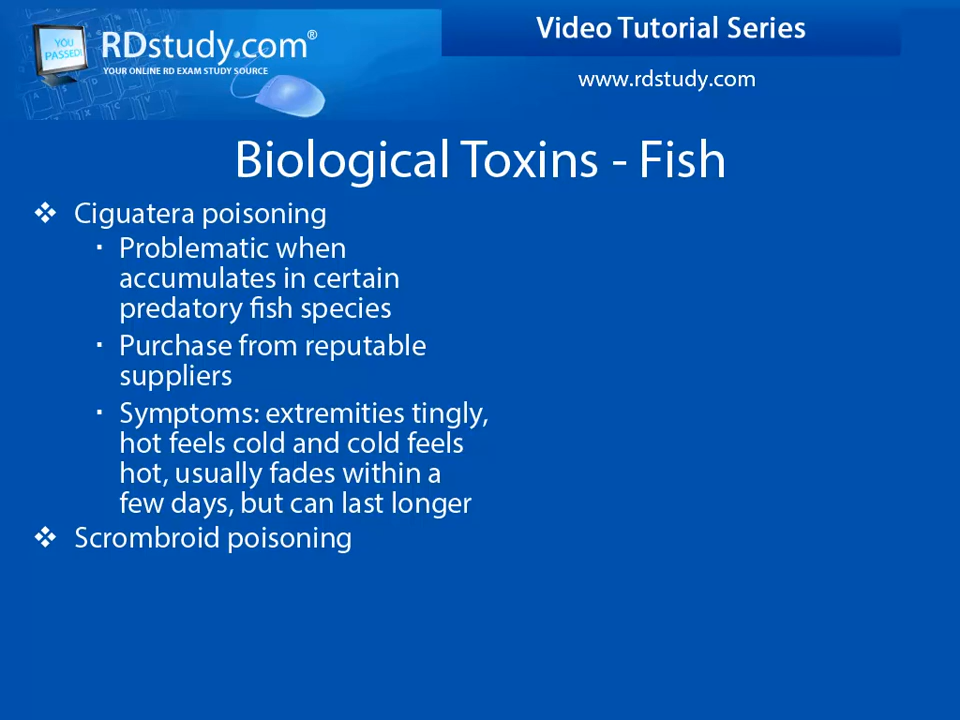 YOU
PASSED!
RDstudy.com®
YOUR ONLINE RD EXAM STUDY SOURCE
Video Tutorial Series
www.rdstudy.com
Biological Toxins - Fish
❖ Ciguatera poisoning
▪ Problematic when
accumulates in certain
predatory fish species
▪ Purchase from reputable
suppliers
▪ Symptoms: extremities tingly,
hot feels cold and cold feels
hot, usually fades within a
few days, but can last longer
❖ Scrombroid poisoning